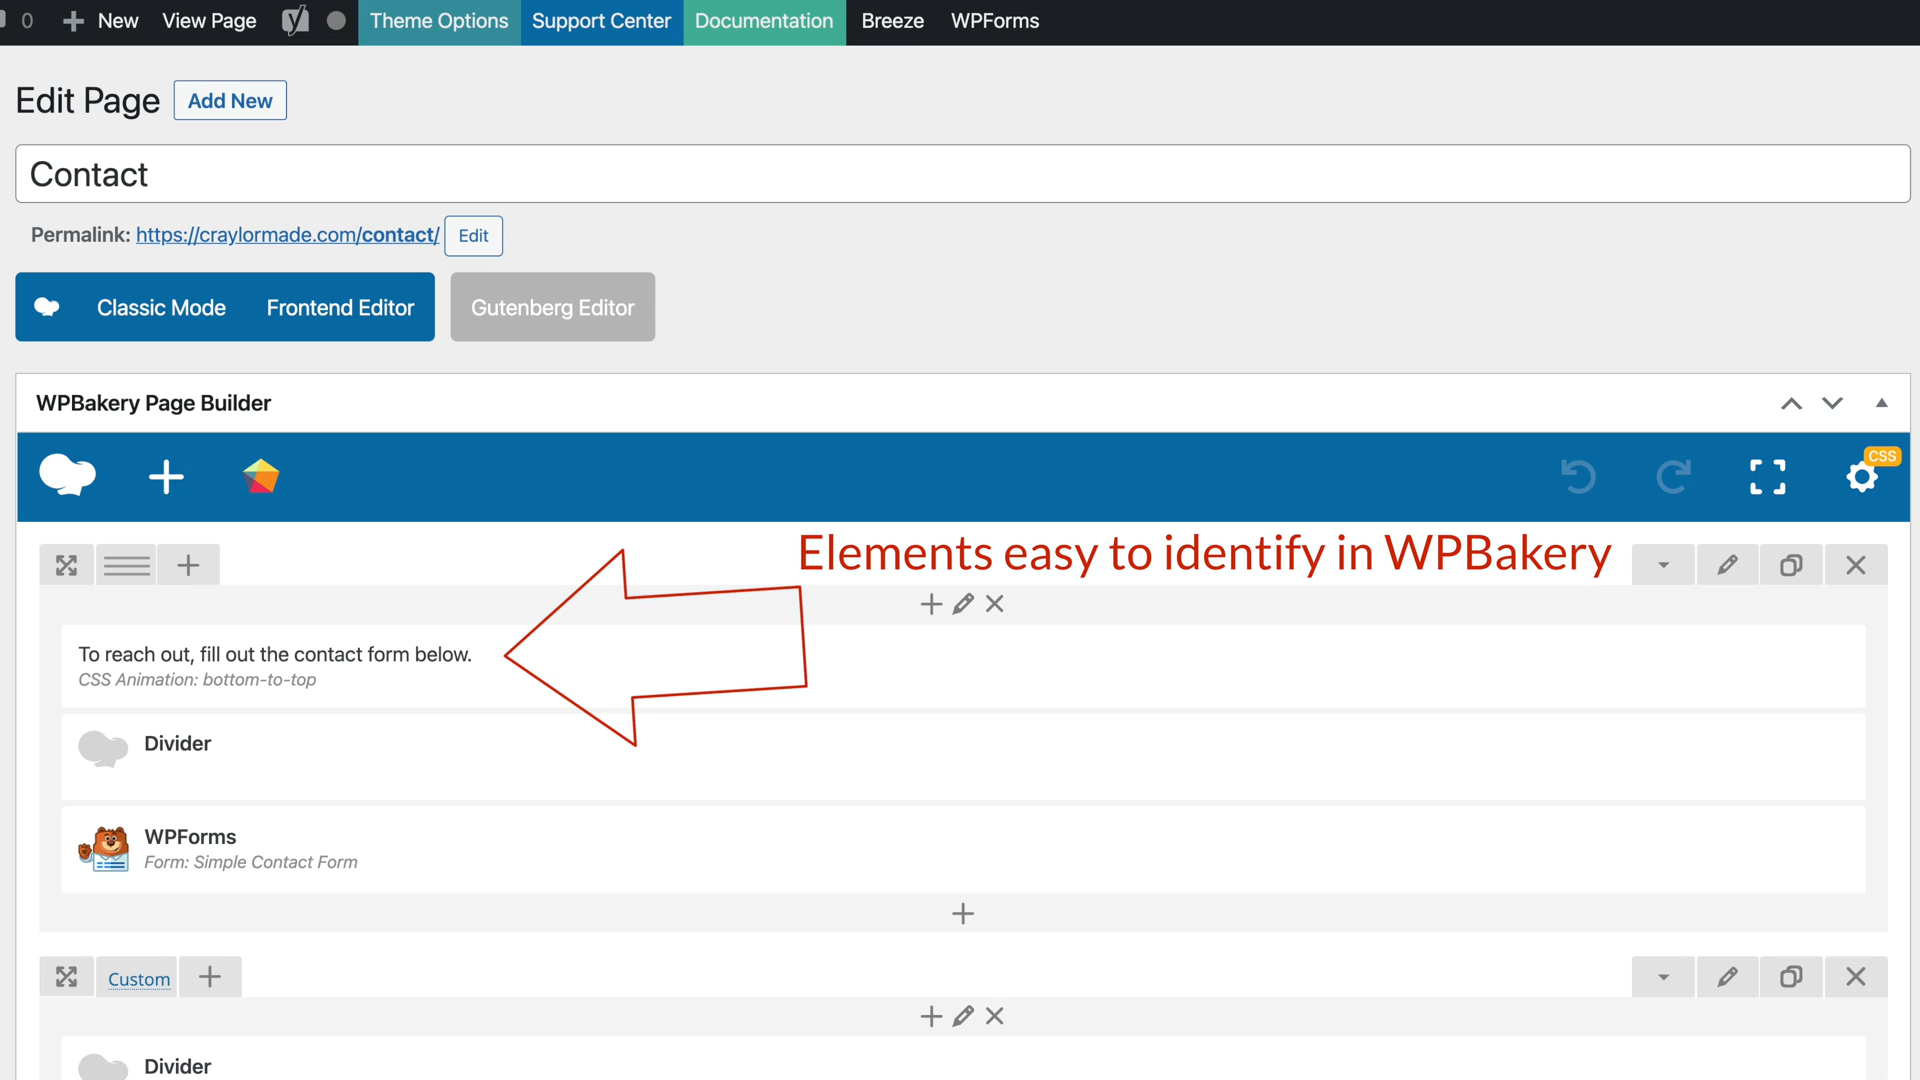 0 New View Page Theme Options Support Center Documentation Breeze WPForms
Edit Page Add New
Contact
Permalink: https://craylormade.com/contact/ Edit
Classic Mode Frontend Editor Gutenberg Editor
WPBakery Page Builder
CSS
Elements easy to identify in WPBakery
To reach out, fill out the contact form below.
CSS Animation: bottom-to-top
Divider
WPForms
Form: Simple Contact Form
Custom
Divider